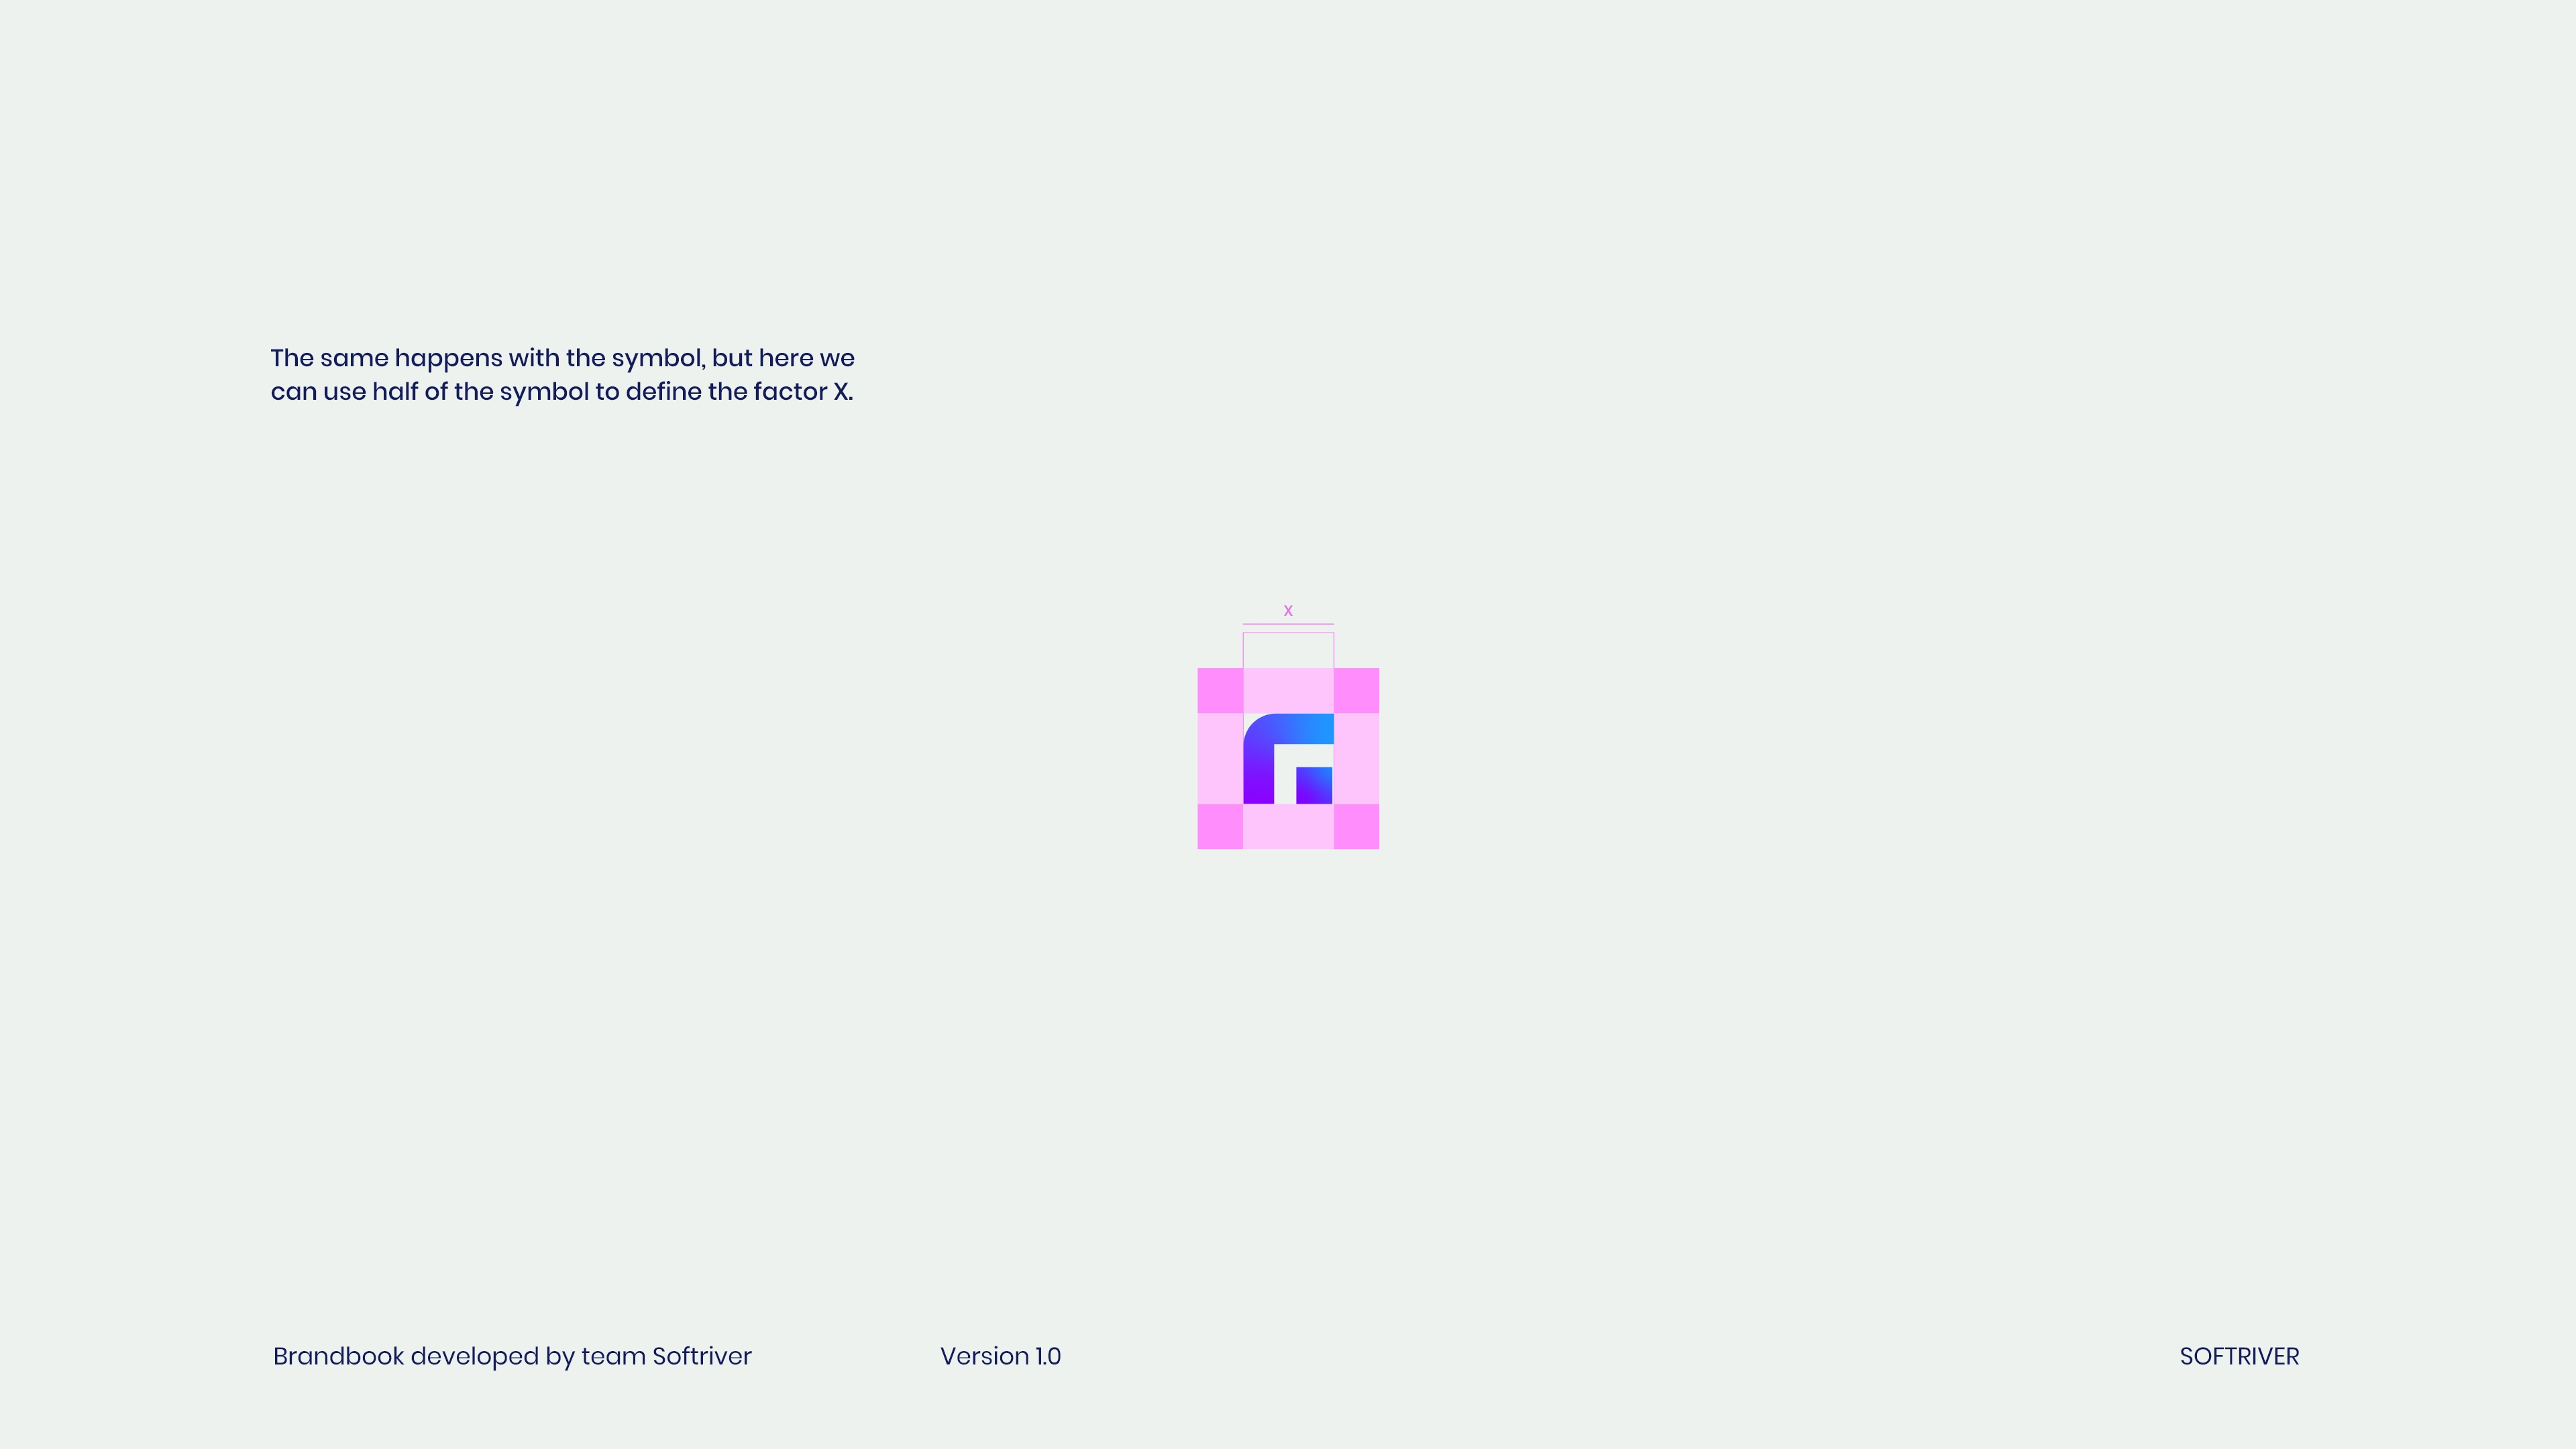 The same happens with the symbol, but here we
can use half of the symbol to define the factor X.
x
Brandbook developed by team Softriver
Version 1.0
SOFTRIVER